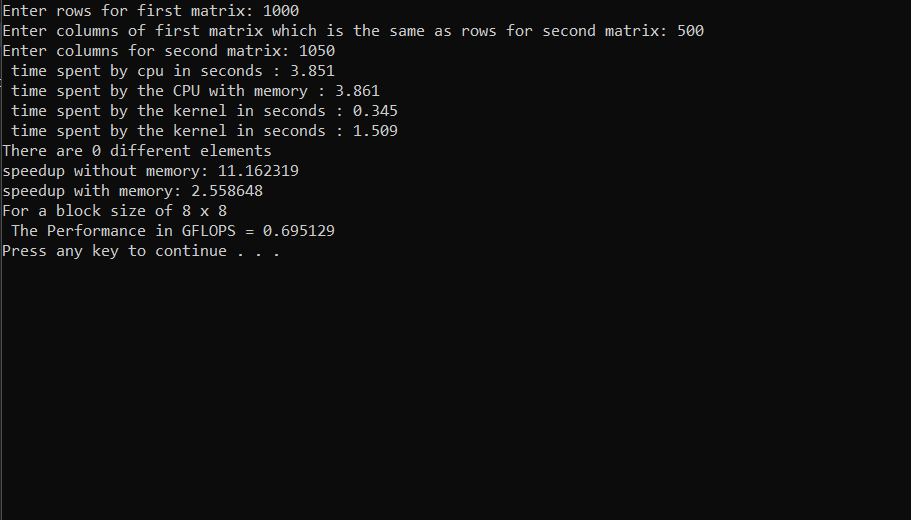 Enter rows for first matrix: 1000
Enter columns of first matrix which is the same as rows for second matrix: 500
Enter columns for second matrix: 1050
time spent by cpu in seconds : 3.851
time spent by the CPU with memory : 3.861
time spent by the kernel in seconds : 0.345
time spent by the kernel in seconds : 1.509
There are 0 different elements
speedup without memory: 11.162319
speedup with memory: 2.558648
For a block size of 8 x 8
The Performance in GFLOPS = 0.695129
Press any key to continue . . .